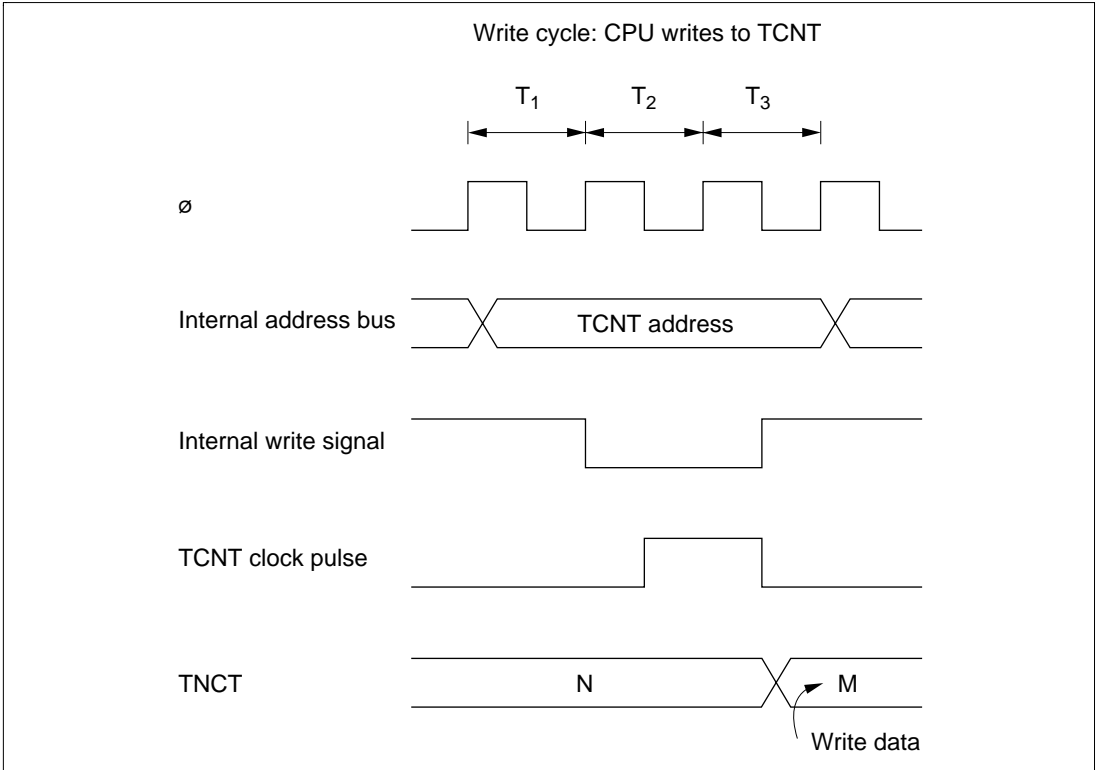 Write cycle: CPU writes to TCNT
T1 T2 T3
ø
Internal address bus TCNT address
Internal write signal
TCNT clock pulse
TNCT N M
Write data